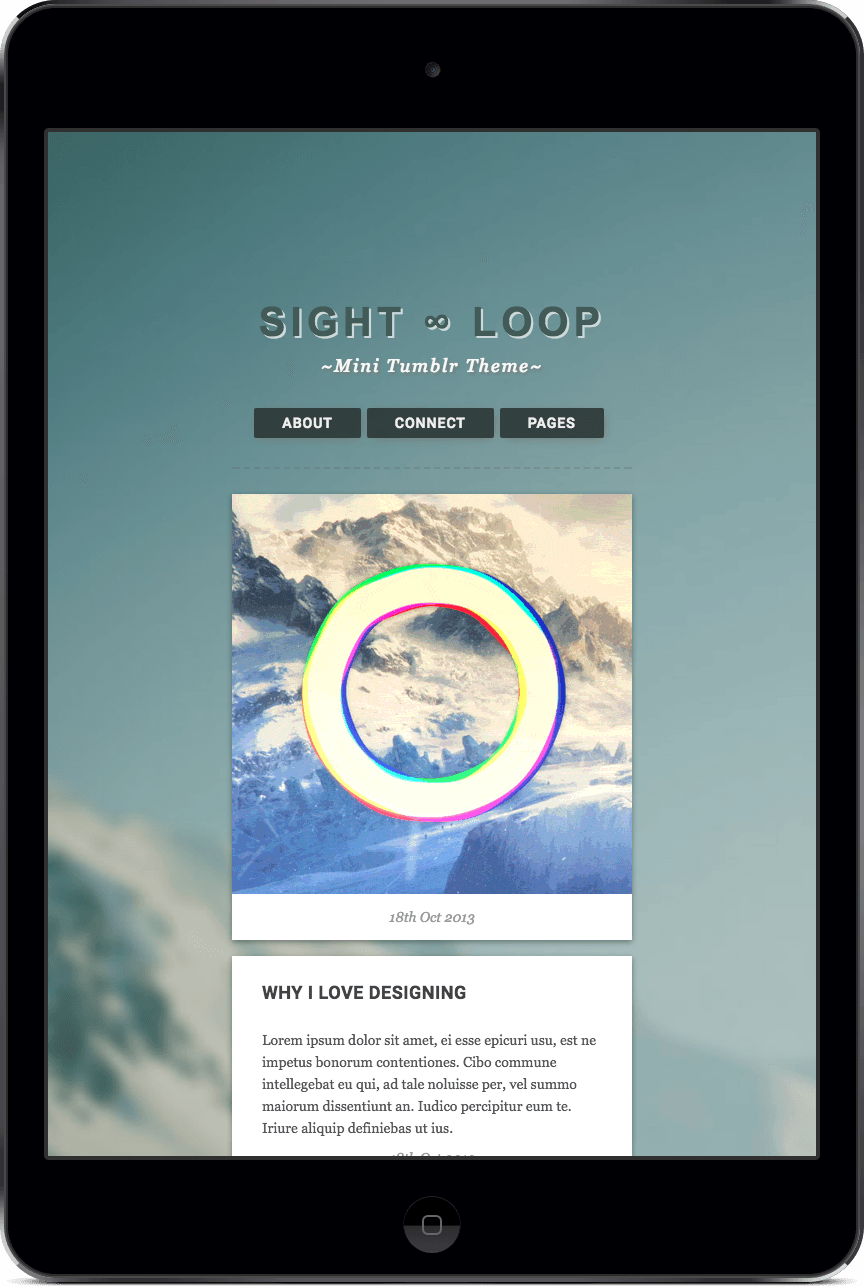 SIGHT ∞ LOOP
~Mini Tumblr Theme~
ABOUT CONNECT PAGES
18th Oct 2013
WHY I LOVE DESIGNING
Lorem ipsum dolor sit amet, ei esse epicuri usu, est ne
impetus bonorum contentiones. Cibo commune
intellegebat eu qui, ad tale noluisse per, vel summo
maiorum dissentiunt an. Iudico percipitur eum te.
Iriure aliquip definiebas ut ius.